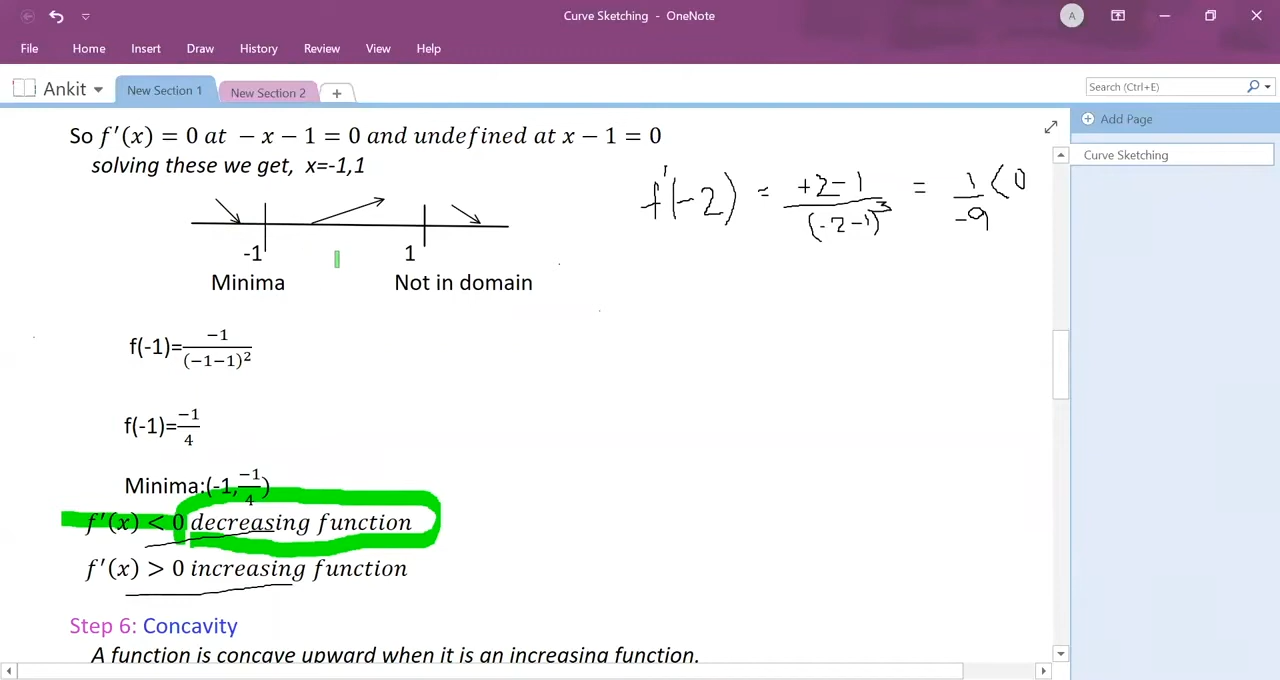 Curve Sketching - OneNote
A
File Home Insert Draw History Review View Help
Ankit New Section 1 New Section 2 +
Search (Ctrl+E)
Add Page
Curve Sketching
So f'(x) = 0 at − x − 1 = 0 and undefined at x − 1 = 0
solving these we get, x=-1,1
f'(-2) = +2-1/(-2-1)³ = 1/-9 < 0
-1 1
Minima Not in domain
f(-1)=−1/(−1−1)²
f(-1)=−1/4
Minima:(-1,−1/4)
f'(x) < 0 decreasing function
f'(x) > 0 increasing function
Step 6: Concavity
A function is concave upward when it is an increasing function.